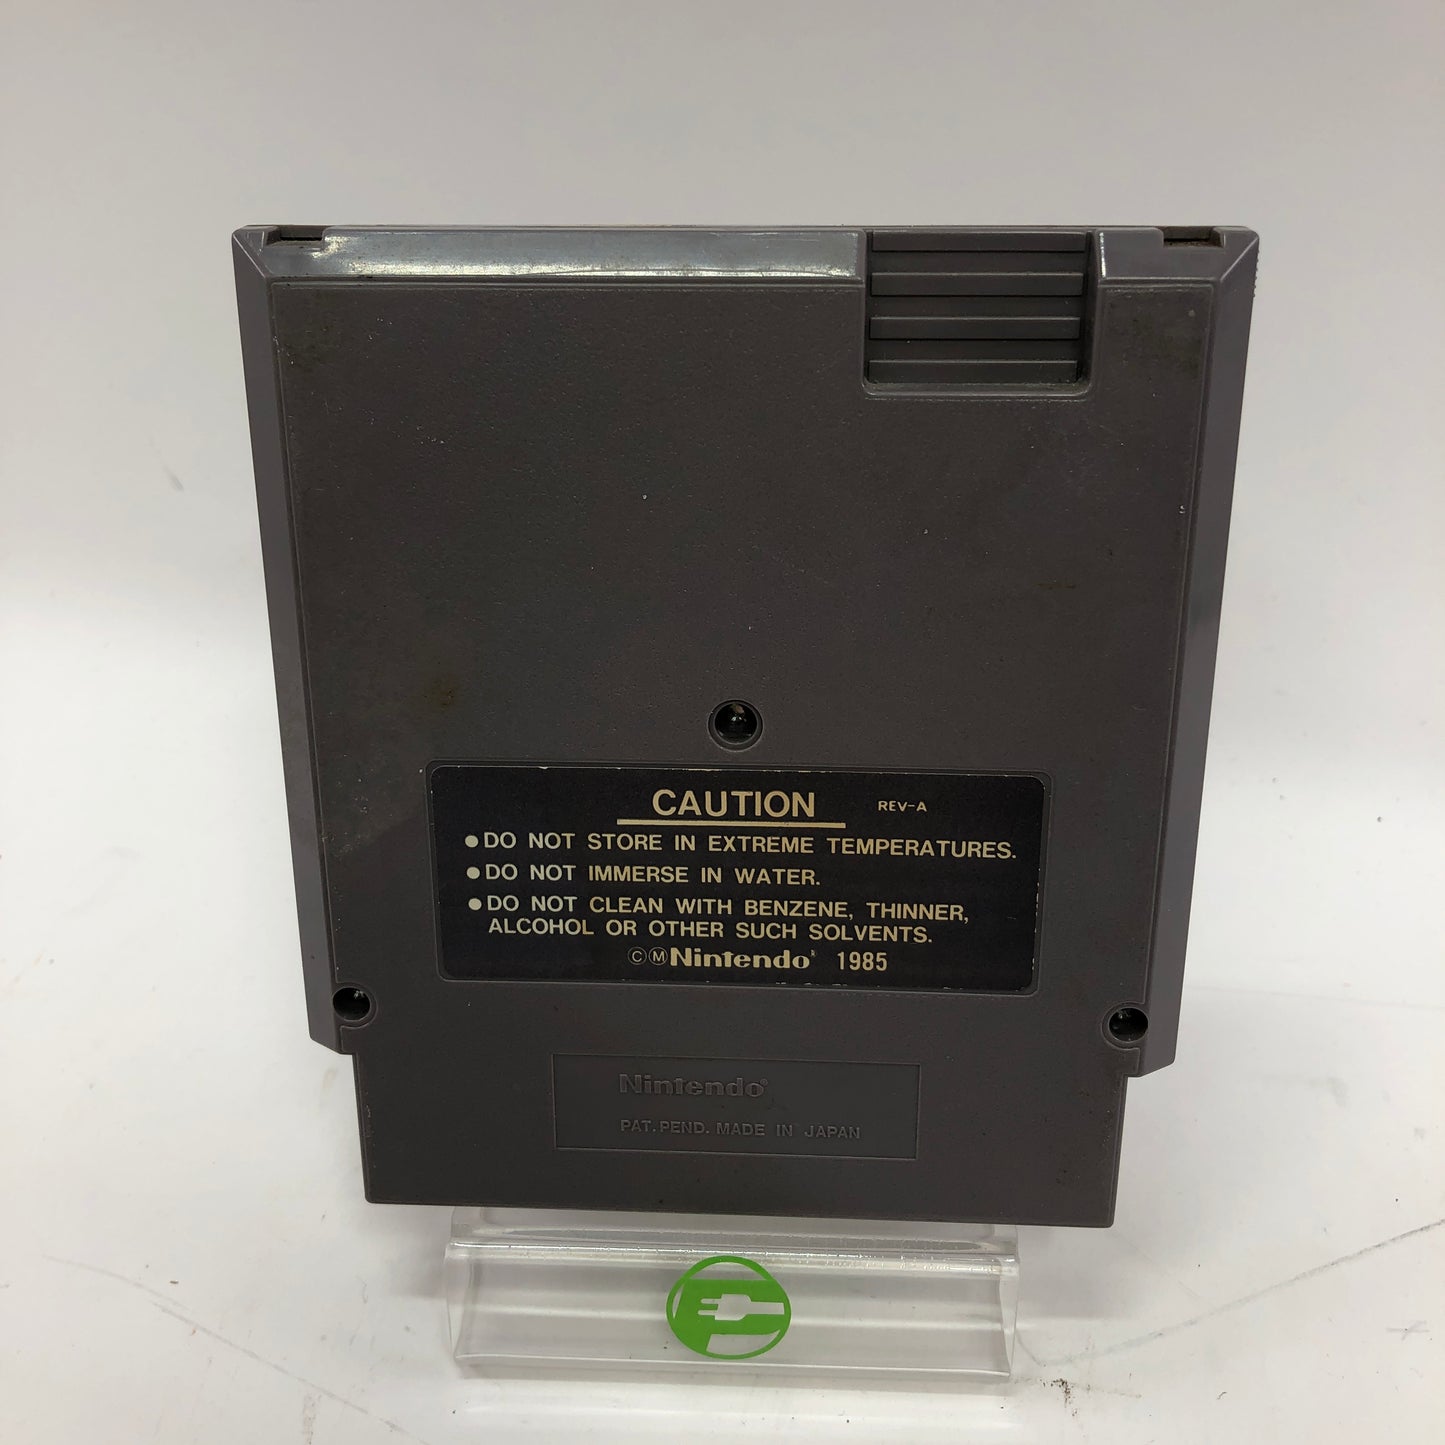 CAUTION REV-A
●DO NOT STORE IN EXTREME TEMPERATURES.
●DO NOT IMMERSE IN WATER.
●DO NOT CLEAN WITH BENZENE, THINNER,
ALCOHOL OR OTHER SUCH SOLVENTS.
©Ⓜ Nintendo® 1985
Nintendo®
PAT. PEND. MADE IN JAPAN